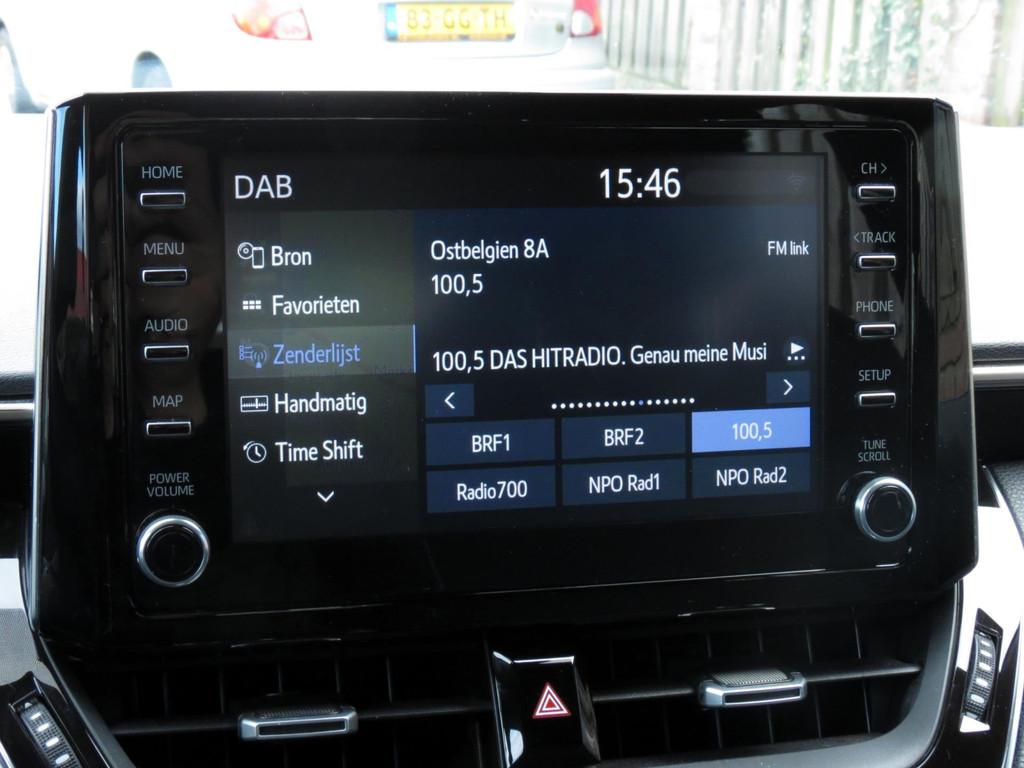 83-GG-TH
HOME
MENU
AUDIO
MAP
POWER
VOLUME
DAB
15:46
Bron
Favorieten
Zenderlijst
Handmatig
Time Shift
Ostbelgien 8A
FM link
100,5
100,5 DAS HITRADIO. Genau meine Musi
BRF1
BRF2
100,5
Radio700
NPO Rad1
NPO Rad2
CH >
< TRACK
PHONE
SETUP
TUNE
SCROLL